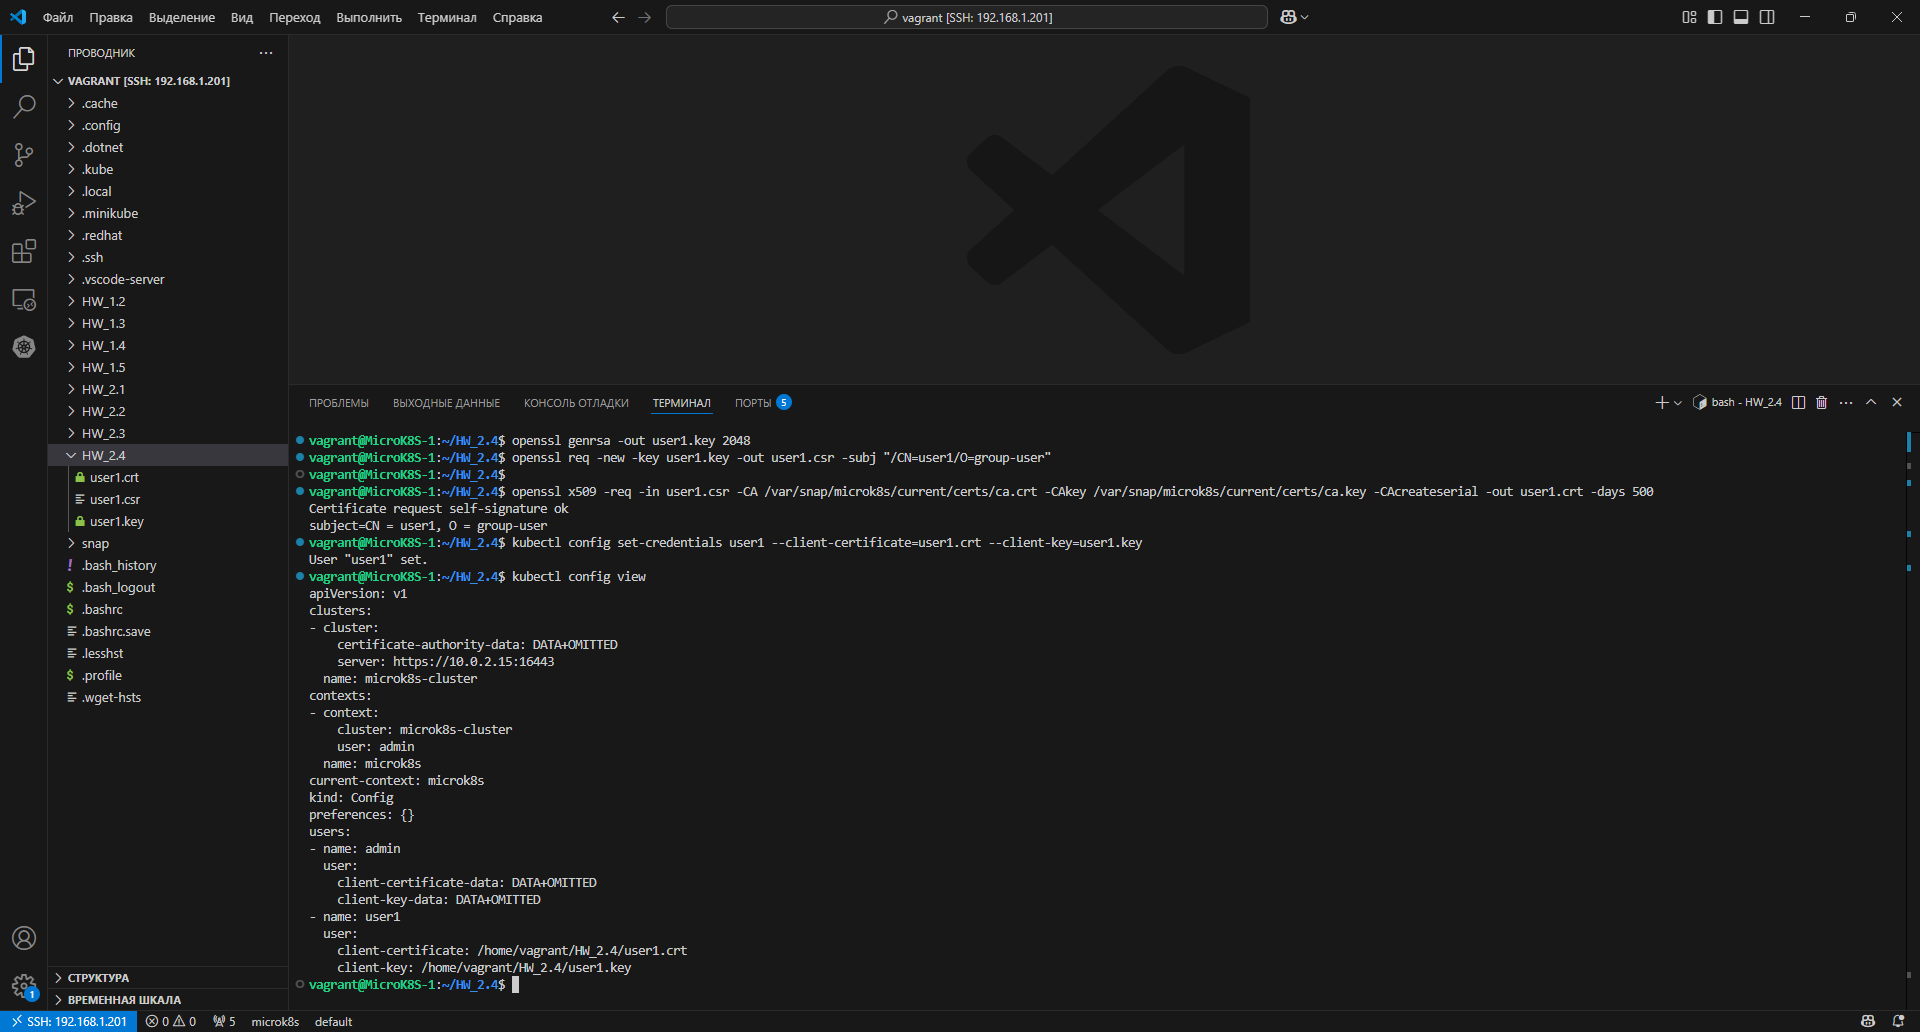 Файл Правка Выделение Вид Переход Выполнить Терминал Справка
vagrant [SSH: 192.168.1.201]
ПРОВОДНИК
VAGRANT [SSH: 192.168.1.201]
.cache
.config
.dotnet
.kube
.local
.minikube
.redhat
.ssh
.vscode-server
HW_1.2
HW_1.3
HW_1.4
HW_1.5
HW_2.1
HW_2.2
HW_2.3
HW_2.4
user1.crt
user1.csr
user1.key
snap
.bash_history
.bash_logout
.bashrc
.bashrc.save
.lesshst
.profile
.wget-hsts
СТРУКТУРА
ВРЕМЕННАЯ ШКАЛА
ПРОБЛЕМЫ ВЫХОДНЫЕ ДАННЫЕ КОНСОЛЬ ОТЛАДКИ ТЕРМИНАЛ ПОРТЫ 5
bash - HW_2.4
vagrant@MicroK8S-1:~/HW_2.4$ openssl genrsa -out user1.key 2048
vagrant@MicroK8S-1:~/HW_2.4$ openssl req -new -key user1.key -out user1.csr -subj "/CN=user1/O=group-user"
vagrant@MicroK8S-1:~/HW_2.4$
vagrant@MicroK8S-1:~/HW_2.4$ openssl x509 -req -in user1.csr -CA /var/snap/microk8s/current/certs/ca.crt -CAkey /var/snap/microk8s/current/certs/ca.key -CAcreateserial -out user1.crt -days 500
Certificate request self-signature ok
subject=CN = user1, O = group-user
vagrant@MicroK8S-1:~/HW_2.4$ kubectl config set-credentials user1 --client-certificate=user1.crt --client-key=user1.key
User "user1" set.
vagrant@MicroK8S-1:~/HW_2.4$ kubectl config view
apiVersion: v1
clusters:
- cluster:
    certificate-authority-data: DATA+OMITTED
    server: https://10.0.2.15:16443
  name: microk8s-cluster
contexts:
- context:
    cluster: microk8s-cluster
    user: admin
  name: microk8s
current-context: microk8s
kind: Config
preferences: {}
users:
- name: admin
  user:
    client-certificate-data: DATA+OMITTED
    client-key-data: DATA+OMITTED
- name: user1
  user:
    client-certificate: /home/vagrant/HW_2.4/user1.crt
    client-key: /home/vagrant/HW_2.4/user1.key
vagrant@MicroK8S-1:~/HW_2.4$
1
SSH: 192.168.1.201 0 0 5 microk8s default